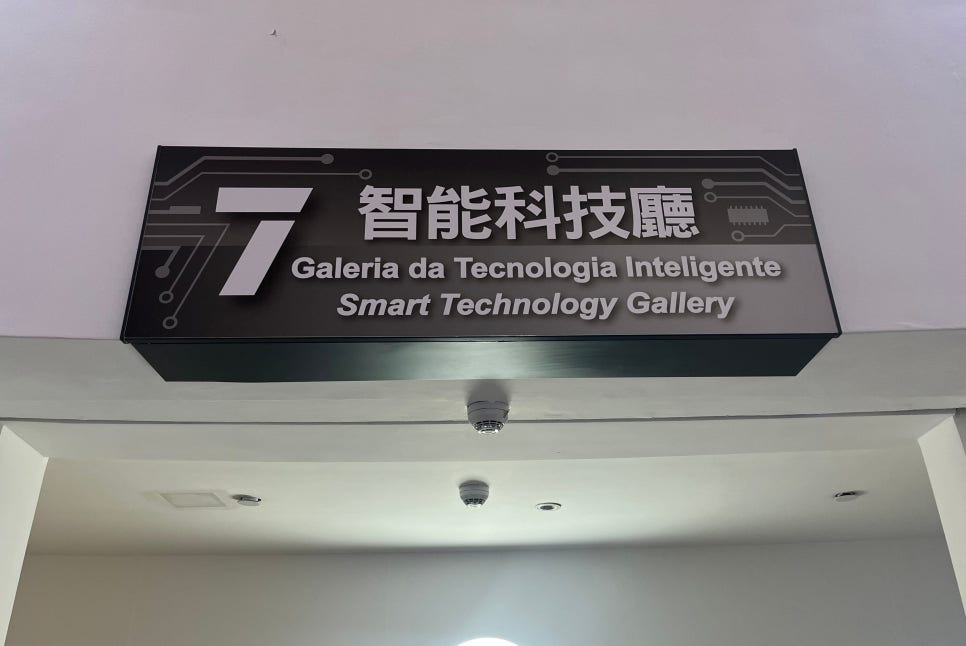 7
智能科技廳
Galeria da Tecnologia Inteligente
Smart Technology Gallery